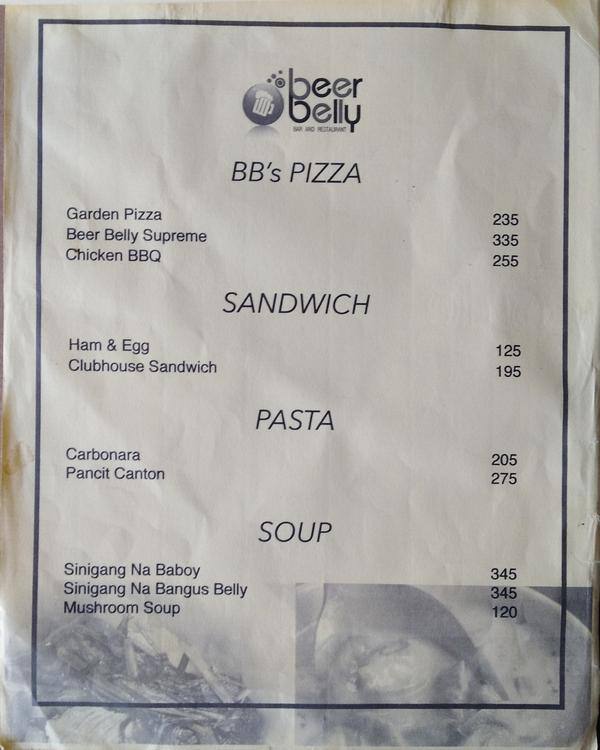 beer
belly
BAR AND RESTAURANT
BB's PIZZA
Garden Pizza 235
Beer Belly Supreme 335
Chicken BBQ 255
SANDWICH
Ham & Egg 125
Clubhouse Sandwich 195
PASTA
Carbonara 205
Pancit Canton 275
SOUP
Sinigang Na Baboy 345
Sinigang Na Bangus Belly 345
Mushroom Soup 120